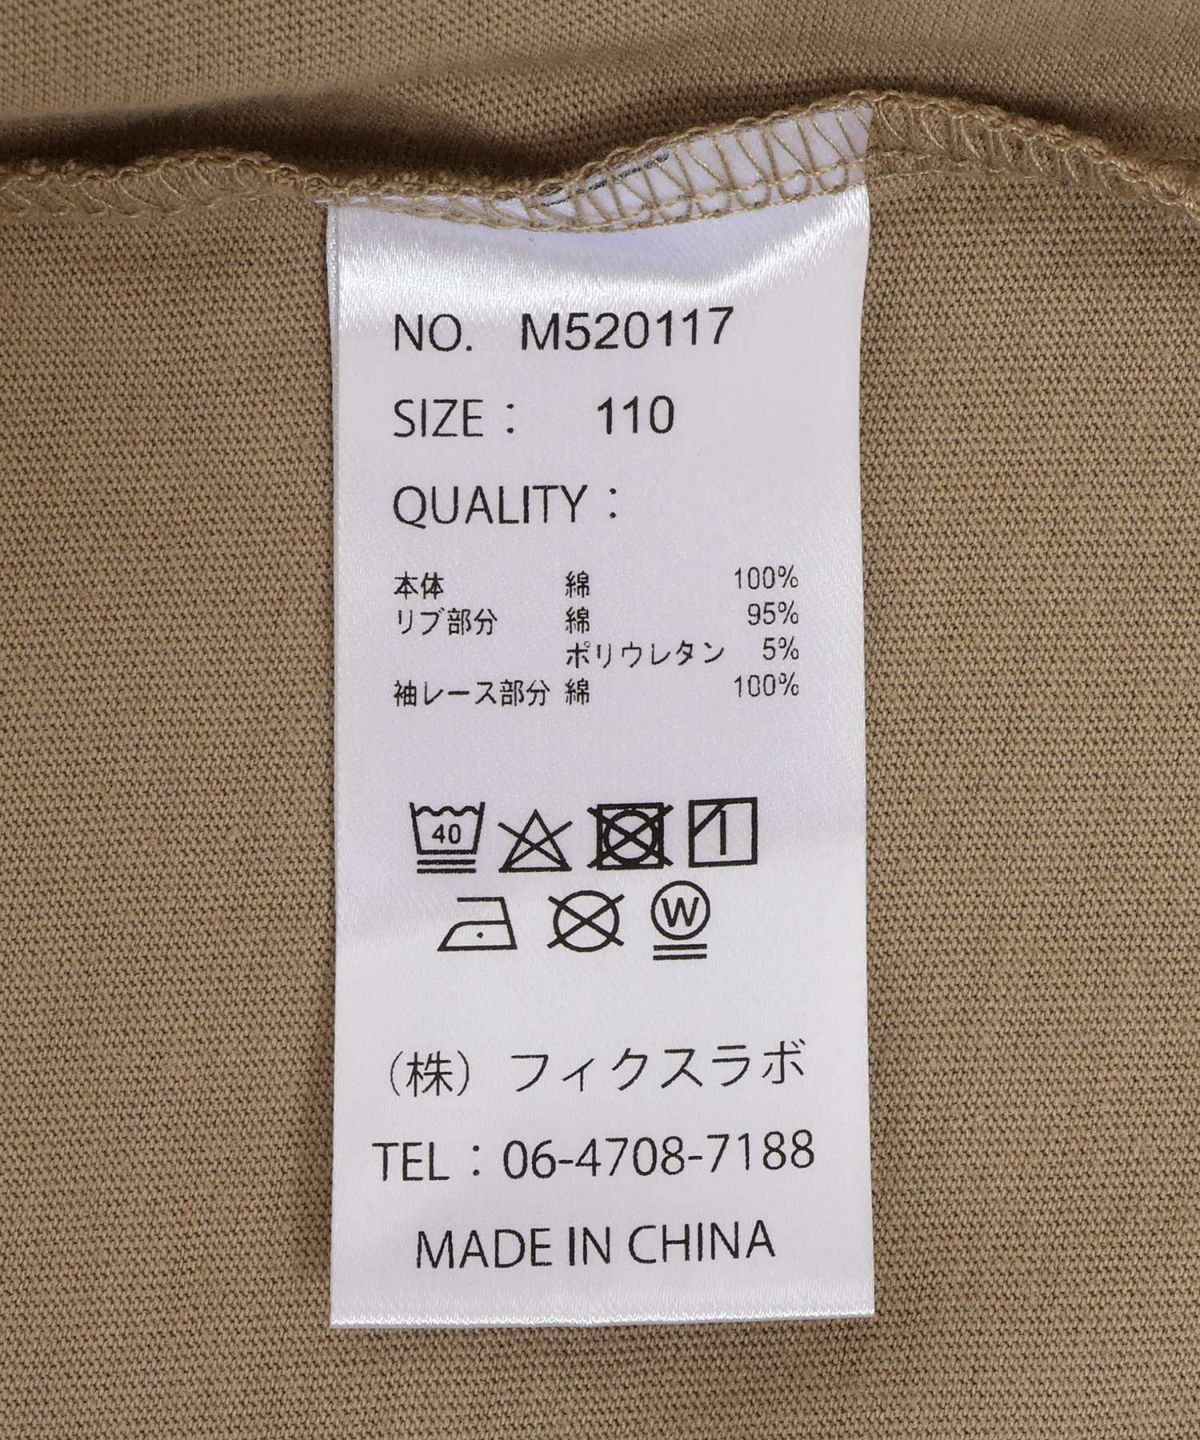 NO. M520117
SIZE： 110
QUALITY：
本体 綿 100%
リブ部分 綿 95%
ポリウレタン 5%
袖レース部分 綿 100%
40
W
（株）フィクスラボ
TEL：06-4708-7188
MADE IN CHINA